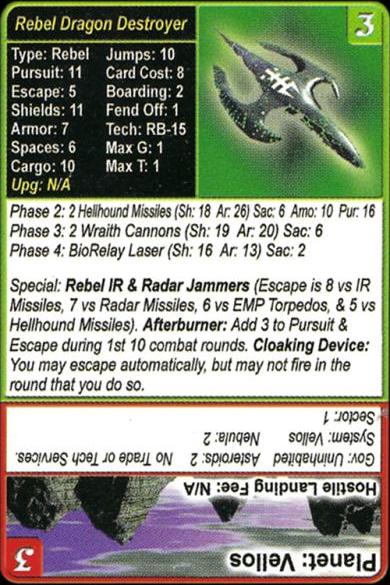 Rebel Dragon Destroyer
3
Type: Rebel Jumps: 10
Pursuit: 11 Card Cost: 8
Escape: 5 Boarding: 2
Shields: 11 Fend Off: 1
Armor: 7 Tech: RB-15
Spaces: 6 Max G: 1
Cargo: 10 Max T: 1
Upg: N/A
Phase 2: 2 Hellhound Missiles (Sh: 18 Ar: 26) Sac: 6 Amo: 10 Pur: 16
Phase 3: 2 Wraith Cannons (Sh: 19 Ar: 20) Sac: 6
Phase 4: BioRelay Laser (Sh: 16 Ar: 13) Sac: 2
Special: Rebel IR & Radar Jammers (Escape is 8 vs IR
Missiles, 7 vs Radar Missiles, 6 vs EMP Torpedos, & 5 vs
Hellhound Missiles). Afterburner: Add 3 to Pursuit &
Escape during 1st 10 combat rounds. Cloaking Device:
You may escape automatically, but may not fire in the
round that you do so.
Planet: Vellos
3
Hostile Landing Fee: N/A
Gov: Uninhabited Asteroids: 2 No Trade or Tech Services.
System: Vellos Nebula: 2
Sector: 1